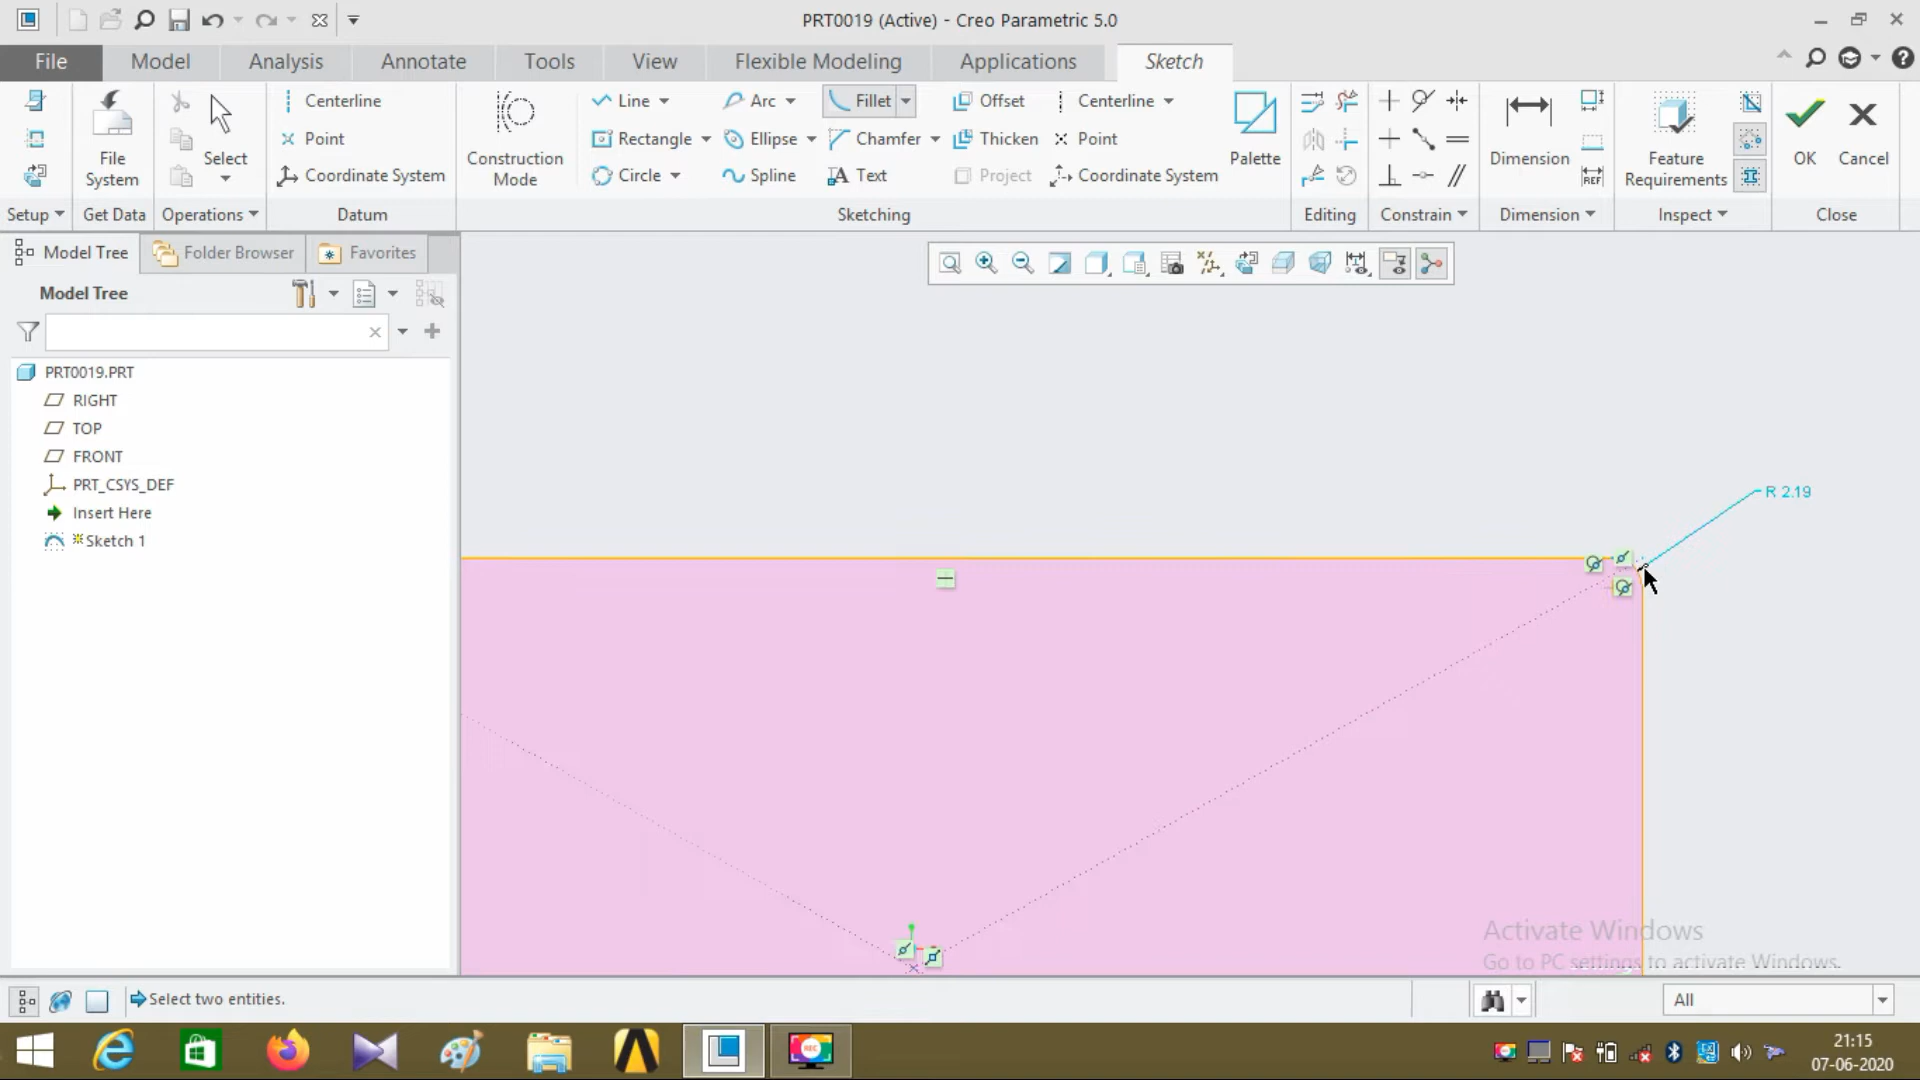 PRT0019 (Active) - Creo Parametric 5.0
File Model Analysis Annotate Tools View Flexible Modeling Applications Sketch
File System
Select
Centerline
Point
Coordinate System
Construction Mode
Line
Rectangle
Circle
Arc
Ellipse
Spline
Fillet
Chamfer
Text
Offset
Thicken
Project
Centerline
Point
Coordinate System
Palette
Dimension
REF
Feature Requirements
OK
Cancel
Setup Get Data Operations Datum Sketching Editing Constrain Dimension Inspect Close
Model Tree Folder Browser Favorites
Model Tree
PRT0019.PRT
RIGHT
TOP
FRONT
PRT_CSYS_DEF
Insert Here
Sketch 1
R 2.19
Activate Windows
Go to PC settings to activate Windows.
Select two entities.
All
REC
21:15
07-06-2020